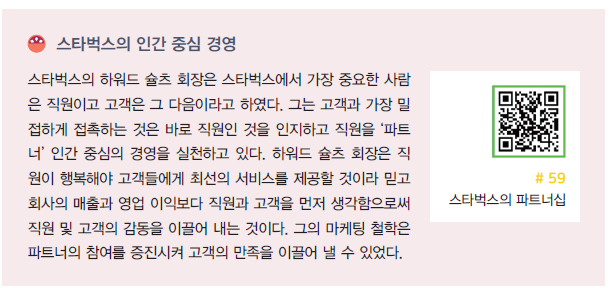 스타벅스의 인간 중심 경영
스타벅스의 하워드 슐츠 회장은 스타벅스에서 가장 중요한 사람
은 직원이고 고객은 그 다음이라고 하였다. 그는 고객과 가장 밀
접하게 접촉하는 것은 바로 직원인 것을 인지하고 직원을 ‘파트
너’ 인간 중심의 경영을 실천하고 있다. 하워드 슐츠 회장은 직
원이 행복해야 고객들에게 최선의 서비스를 제공할 것이라 믿고
회사의 매출과 영업 이익보다 직원과 고객을 먼저 생각함으로써
직원 및 고객의 감동을 이끌어 내는 것이다. 그의 마케팅 철학은
파트너의 참여를 증진시켜 고객의 만족을 이끌어 낼 수 있었다.
# 59
스타벅스의 파트너십